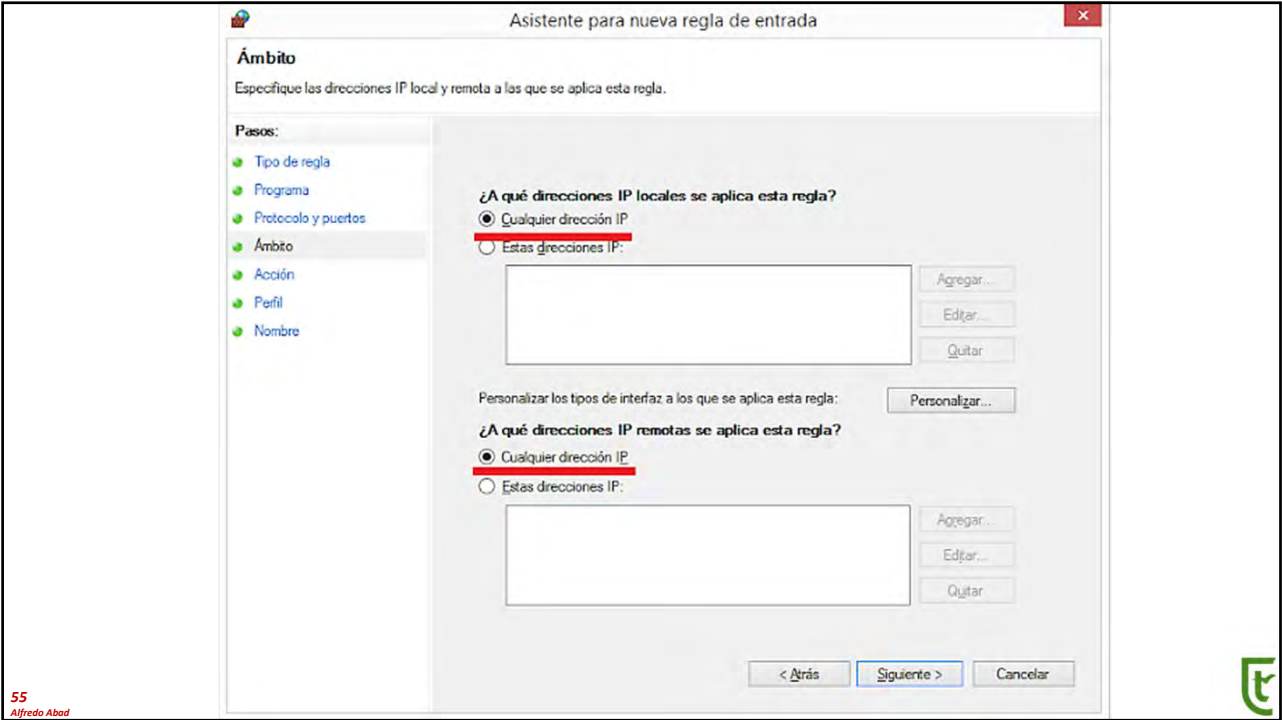 Asistente para nueva regla de entrada
Ámbito
Especifique las direcciones IP local y remota a las que se aplica esta regla.
Pasos:
Tipo de regla
Programa
Protocolo y puertos
Ámbito
Acción
Perfil
Nombre
¿A qué direcciones IP locales se aplica esta regla?
Cualquier dirección IP
Estas direcciones IP:
Agregar...
Editar...
Quitar
Personalizar los tipos de interfaz a los que se aplica esta regla:
Personalizar...
¿A qué direcciones IP remotas se aplica esta regla?
Cualquier dirección IP
Estas direcciones IP:
Agregar...
Editar...
Quitar
< Atrás
Siguiente >
Cancelar
55
Alfredo Abad